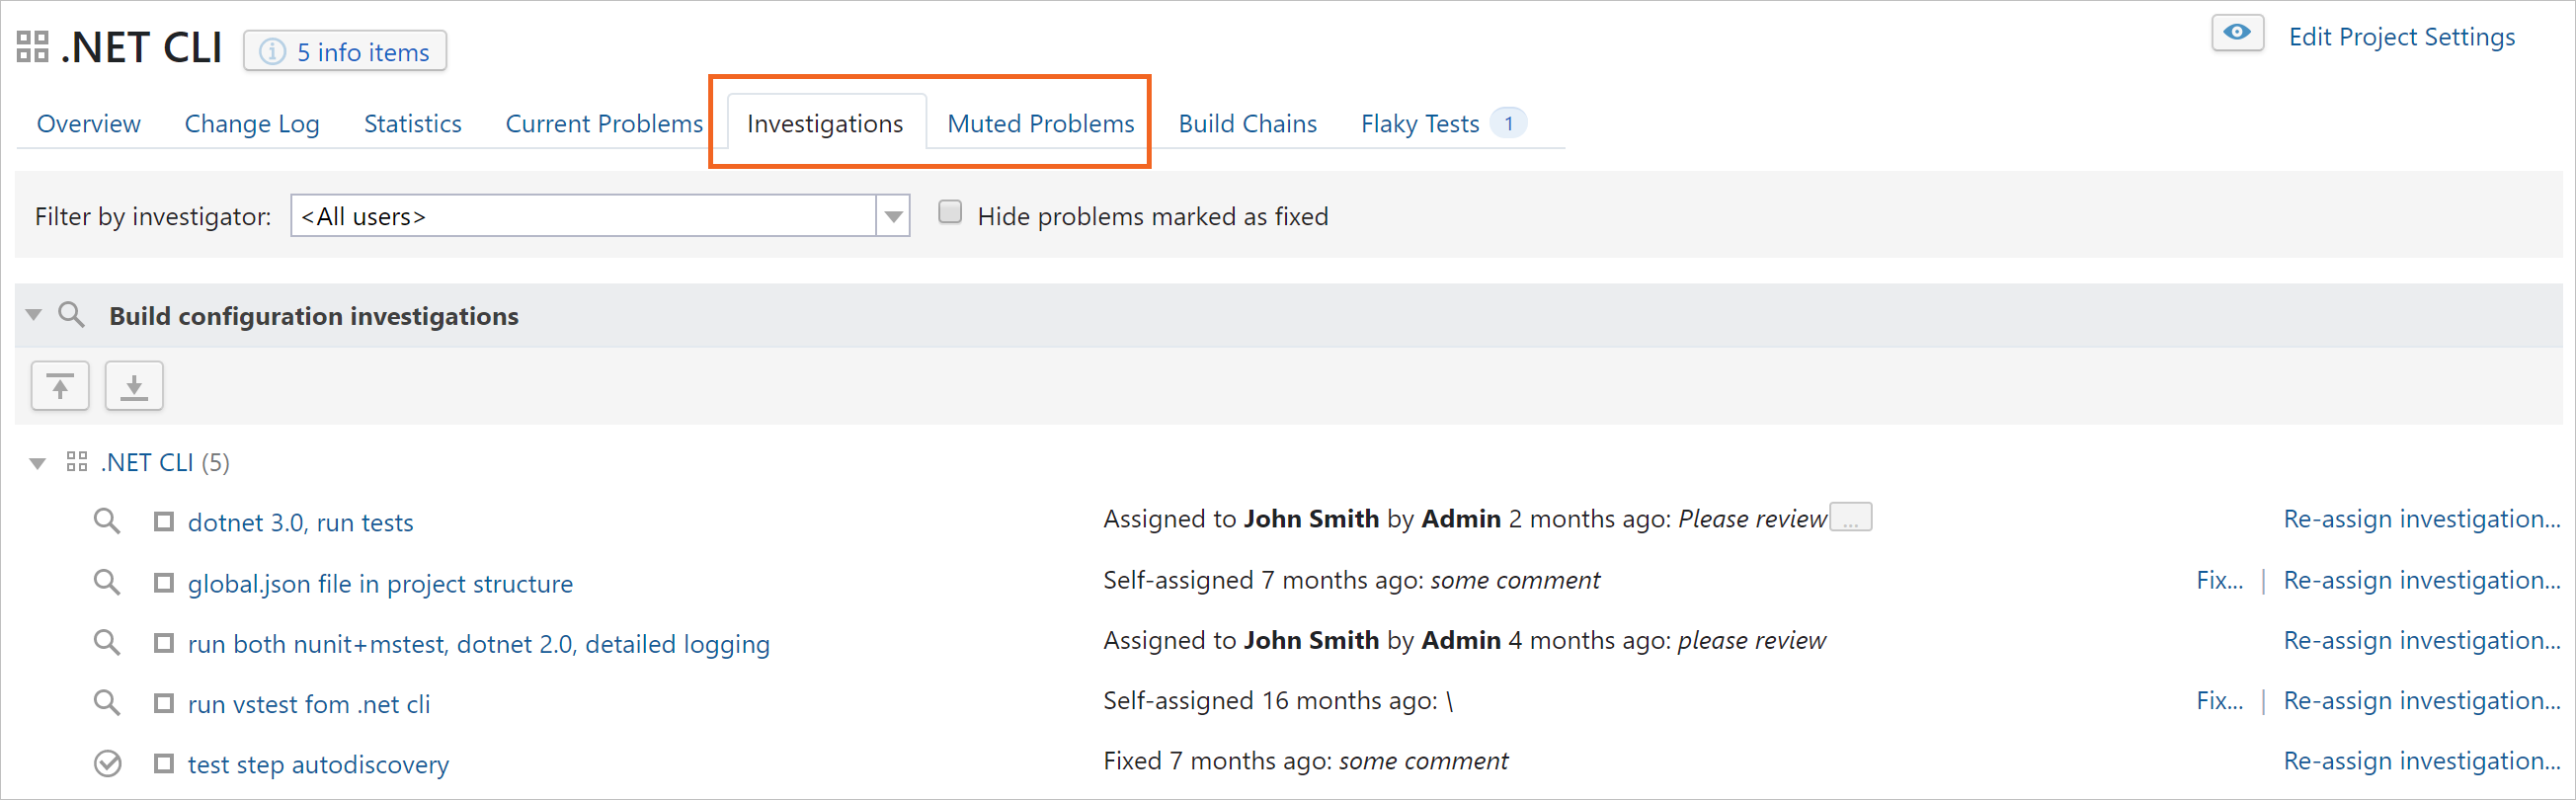 .NET CLI 5 info items Edit Project Settings
Overview Change Log Statistics Current Problems Investigations Muted Problems Build Chains Flaky Tests 1
Filter by investigator: <All users> Hide problems marked as fixed
Build configuration investigations
.NET CLI (5)
dotnet 3.0, run tests Assigned to John Smith by Admin 2 months ago: Please review ... Re-assign investigation...
global.json file in project structure Self-assigned 7 months ago: some comment Fix... | Re-assign investigation...
run both nunit+mstest, dotnet 2.0, detailed logging Assigned to John Smith by Admin 4 months ago: please review Re-assign investigation...
run vstest fom .net cli Self-assigned 16 months ago: \ Fix... | Re-assign investigation...
test step autodiscovery Fixed 7 months ago: some comment Re-assign investigation...